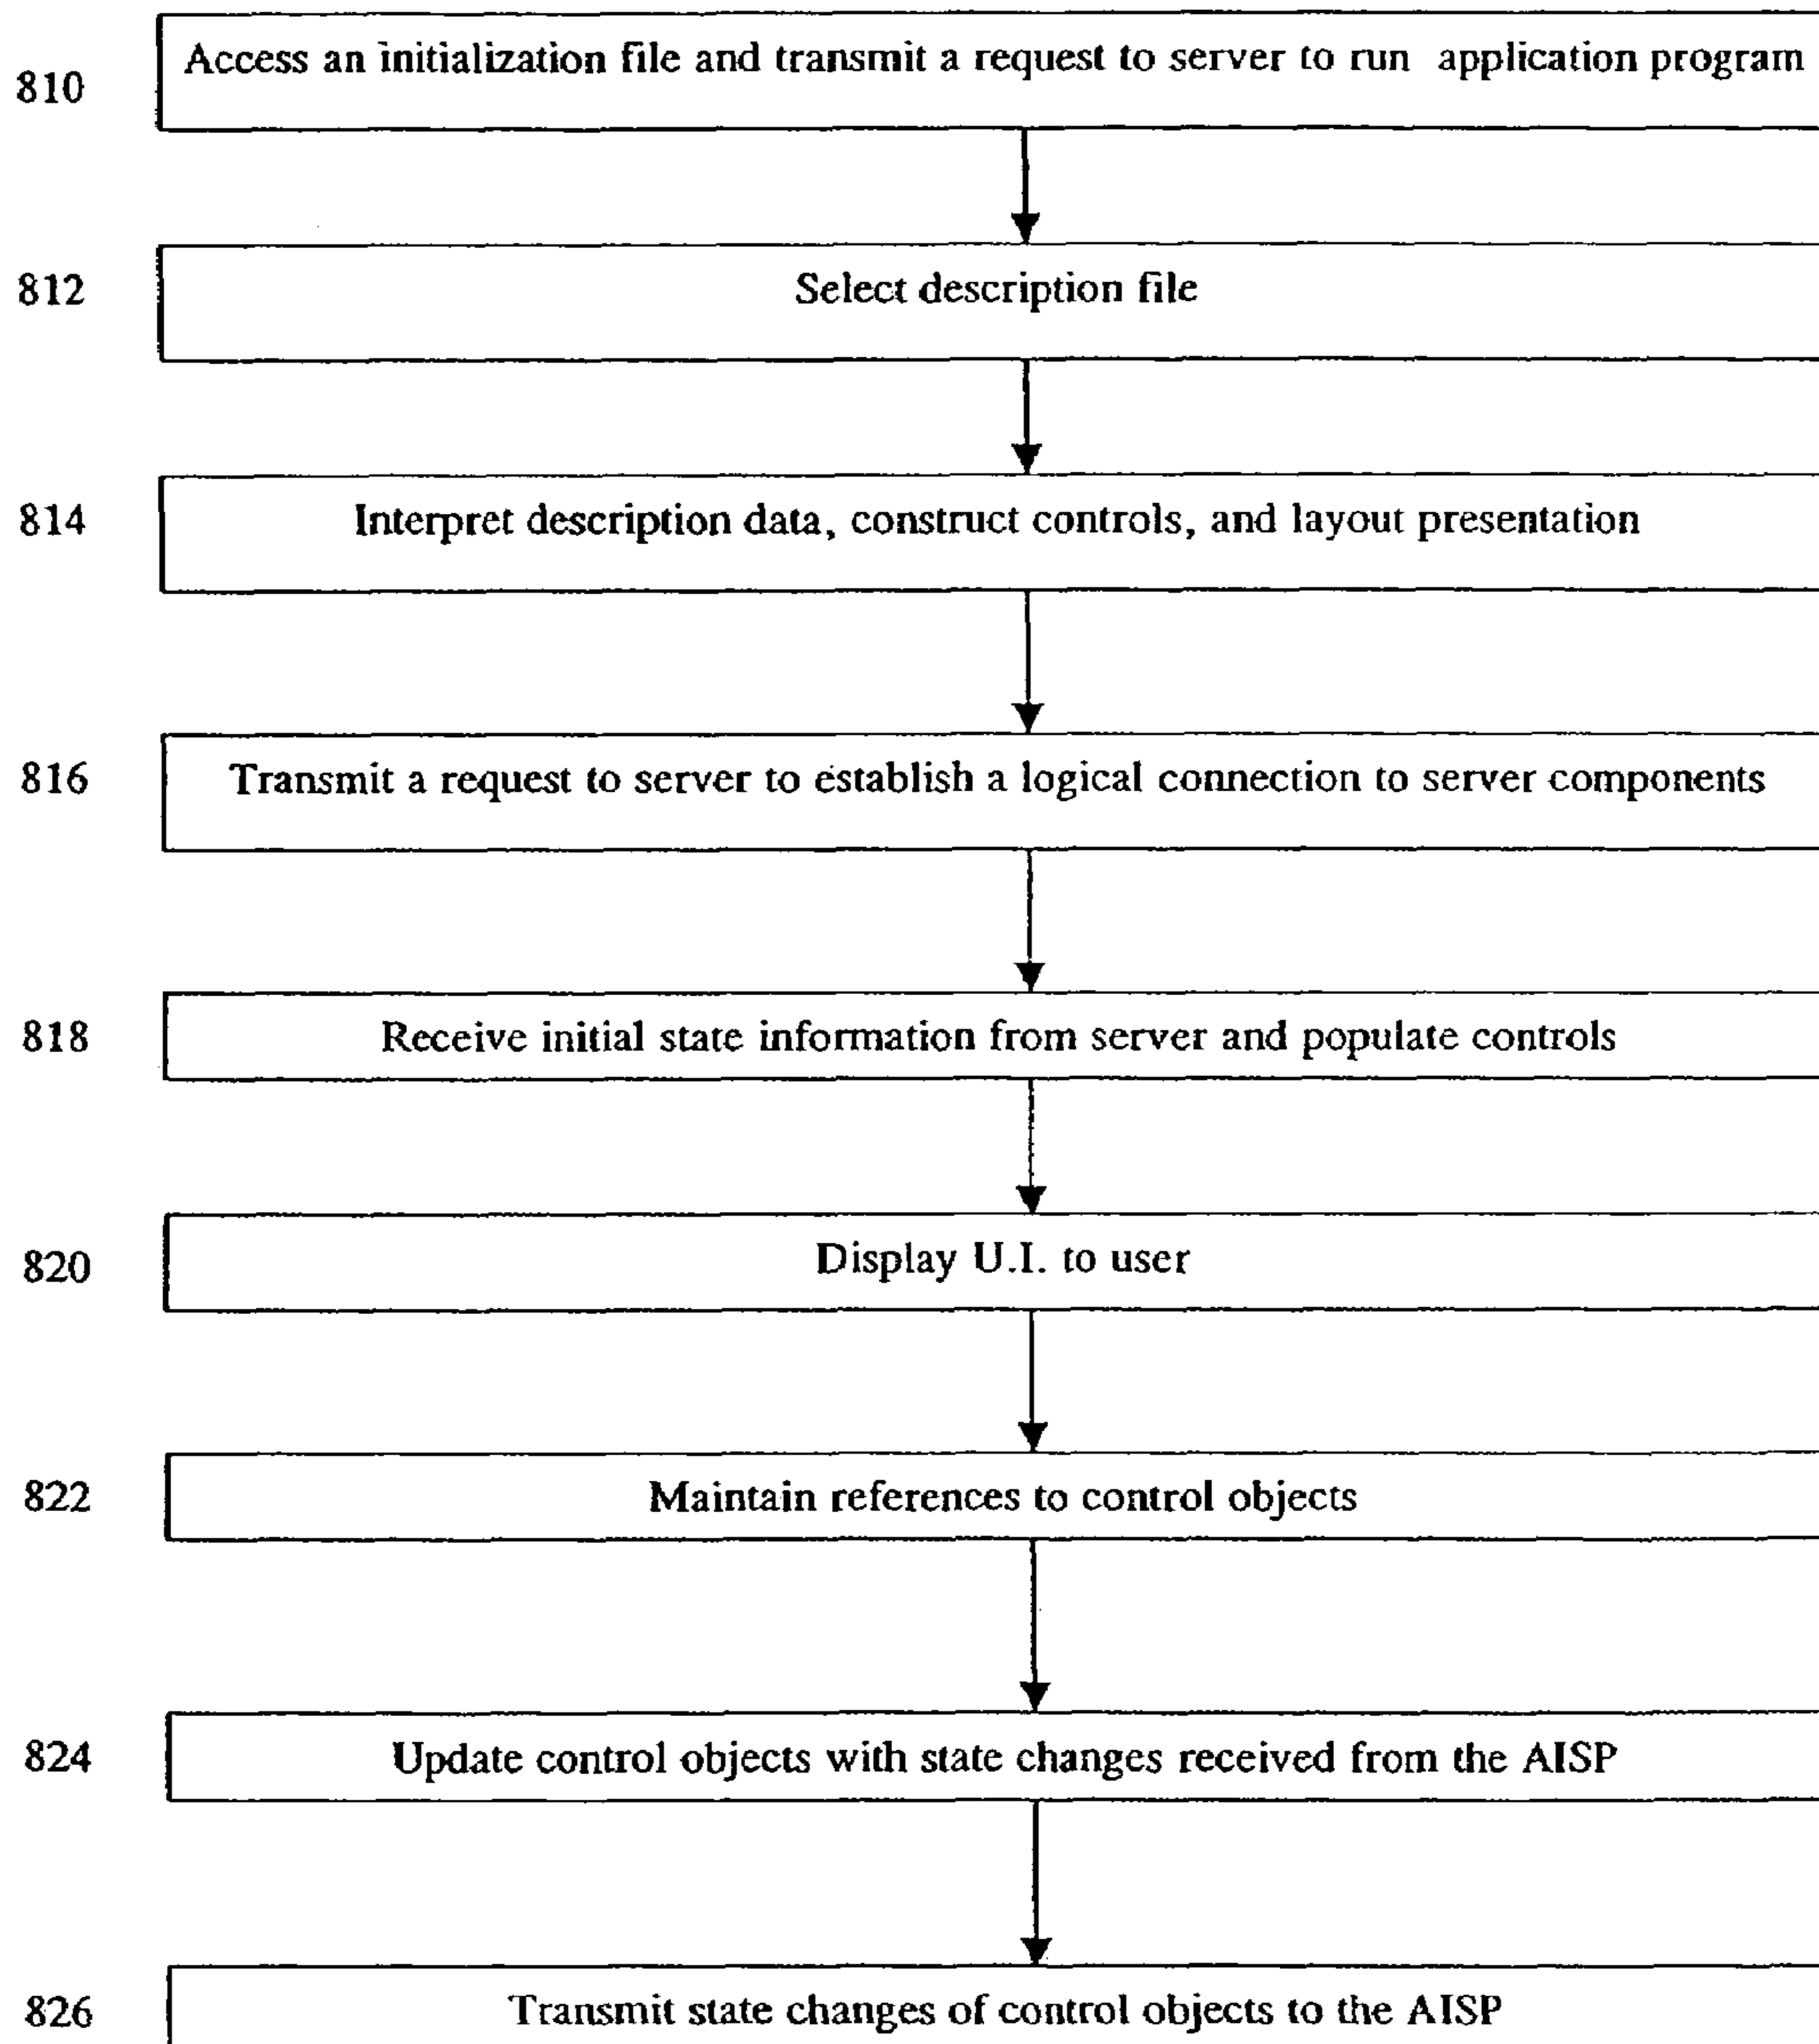 810 Access an initialization file and transmit a request to server to run application program
812 Select description file
814 Interpret description data, construct controls, and layout presentation
816 Transmit a request to server to establish a logical connection to server components
818 Receive initial state information from server and populate controls
820 Display U.I. to user
822 Maintain references to control objects
824 Update control objects with state changes received from the AISP
826 Transmit state changes of control objects to the AISP